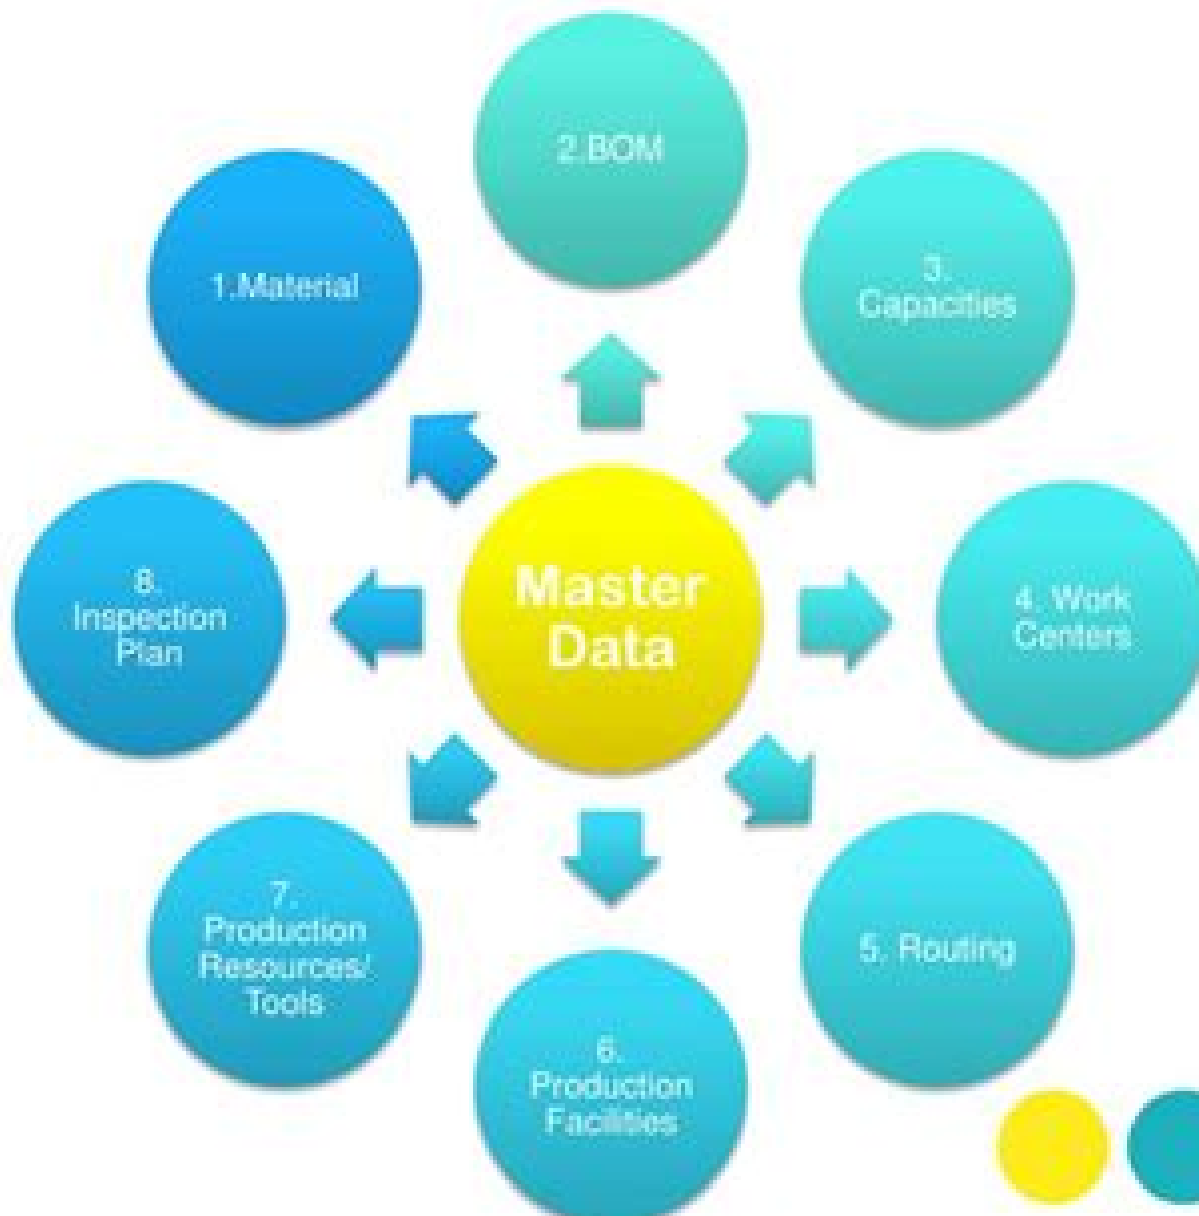 1.Material
2.BOM
3.
Capacities
4. Work
Centers
5. Routing
6.
Production
Facilities
7.
Production
Resources/
Tools
8.
Inspection
Plan
Master
Data